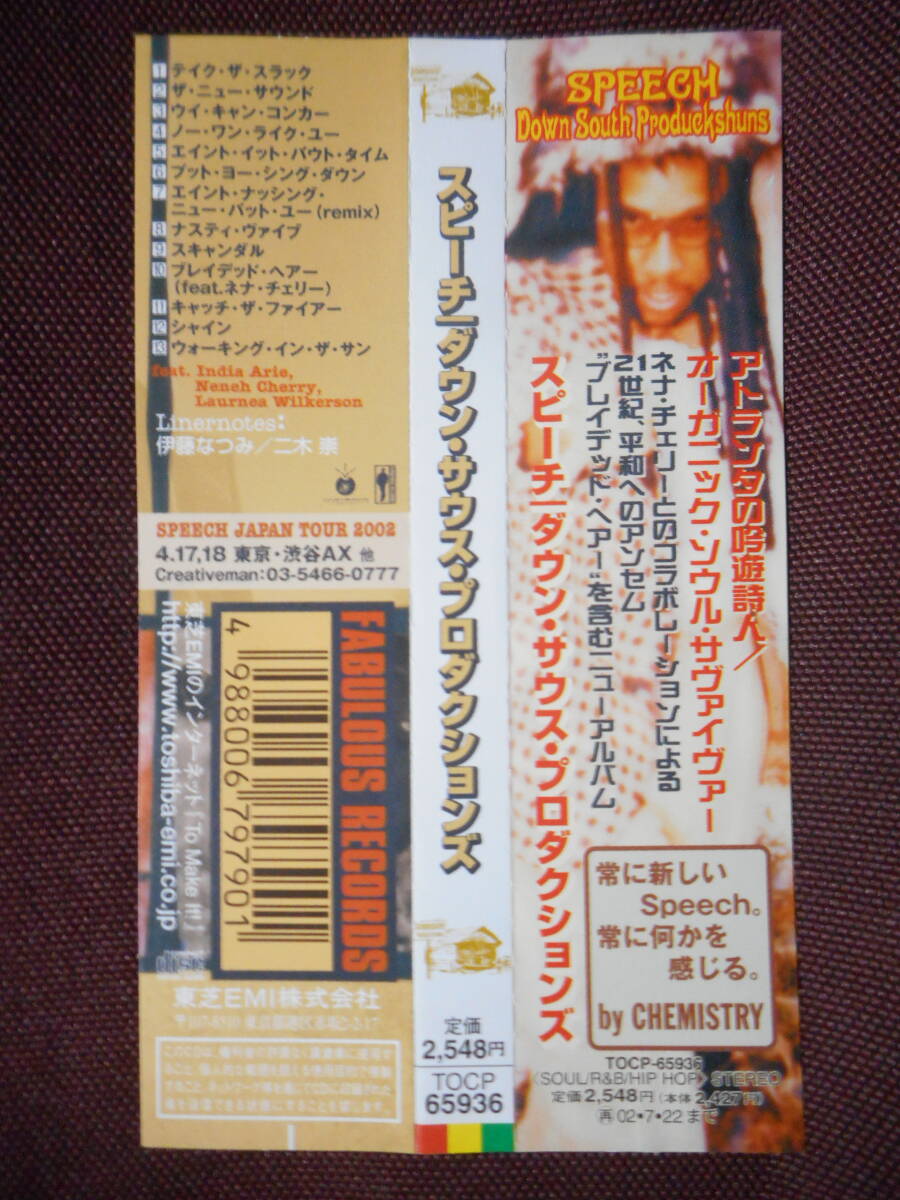 1 テイク・ザ・スラック
2 ザ・ニュー・サウンド
3 ウイ・キャン・コンカー
4 ノー・ワン・ライク・ユー
5 エイント・イット・バウト・タイム
6 プット・ヨー・シング・ダウン
7 エイント・ナッシング・
ニュー・バット・ユー(remix)
8 ナスティ・ヴァイブ
9 スキャンダル
10 ブレイデッド・ヘアー
(feat.ネナ・チェリー)
11 キャッチ・ザ・ファイアー
12 シャイン
13 ウォーキング・イン・ザ・サン
feat. India Arie,
Neneh Cherry,
Laurnea Wilkerson
Linernotes:
伊藤なつみ／二木 崇
SPEECH JAPAN TOUR 2002
4.17,18 東京・渋谷AX 他
Creativeman:03-5466-0777
東芝EMIのインターネット[To Make It!]
http://www.toshiba-emi.co.jp
4 988006 797901
FABULOUS RECORDS
東芝EMI株式会社
〒107-8510 東京都港区赤坂2-2-17
スピーチ|ダウン・サウス・プロダクションズ
定価
2,548円
TOCP
65936
SPEECH
Down South Produckshuns
アトランタの吟遊詩人／
オーガニック・ソウル・サヴァイヴァー
ネナ・チェリーとのコラボレーションによる
21世紀、平和へのアンセム
"ブレイデッド・ヘアー"を含むニューアルバム
スピーチ|ダウン・サウス・プロダクションズ
常に新しい
Speech。
常に何かを
感じる。
by CHEMISTRY
TOCP-65936
〈SOUL/R&B/HIP HOP〉 STEREO
定価2,548円（本体2,427円）
再 02・7・22まで